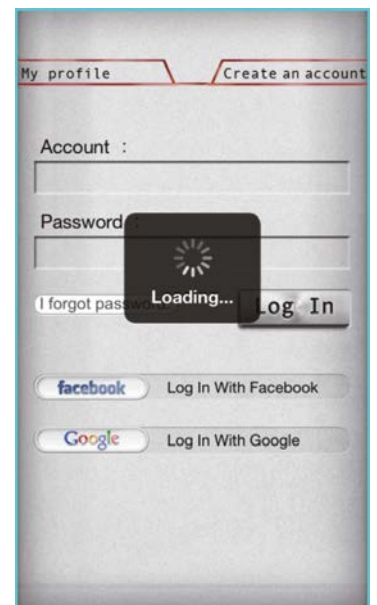 My profile
Create an account
Account :
Password :
Loading...
I forgot password
Log In
facebook Log In With Facebook
Google Log In With Google